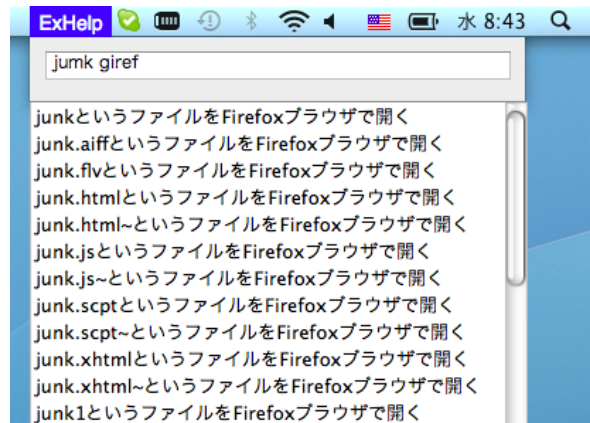 ExHelp 水 8:43
jumk giref
junkというファイルをFirefoxブラウザで開く
junk.aiffというファイルをFirefoxブラウザで開く
junk.flvというファイルをFirefoxブラウザで開く
junk.htmlというファイルをFirefoxブラウザで開く
junk.html~というファイルをFirefoxブラウザで開く
junk.jsというファイルをFirefoxブラウザで開く
junk.js~というファイルをFirefoxブラウザで開く
junk.scptというファイルをFirefoxブラウザで開く
junk.scpt~というファイルをFirefoxブラウザで開く
junk.xhtmlというファイルをFirefoxブラウザで開く
junk.xhtml~というファイルをFirefoxブラウザで開く
junk1というファイルをFirefoxブラウザで開く